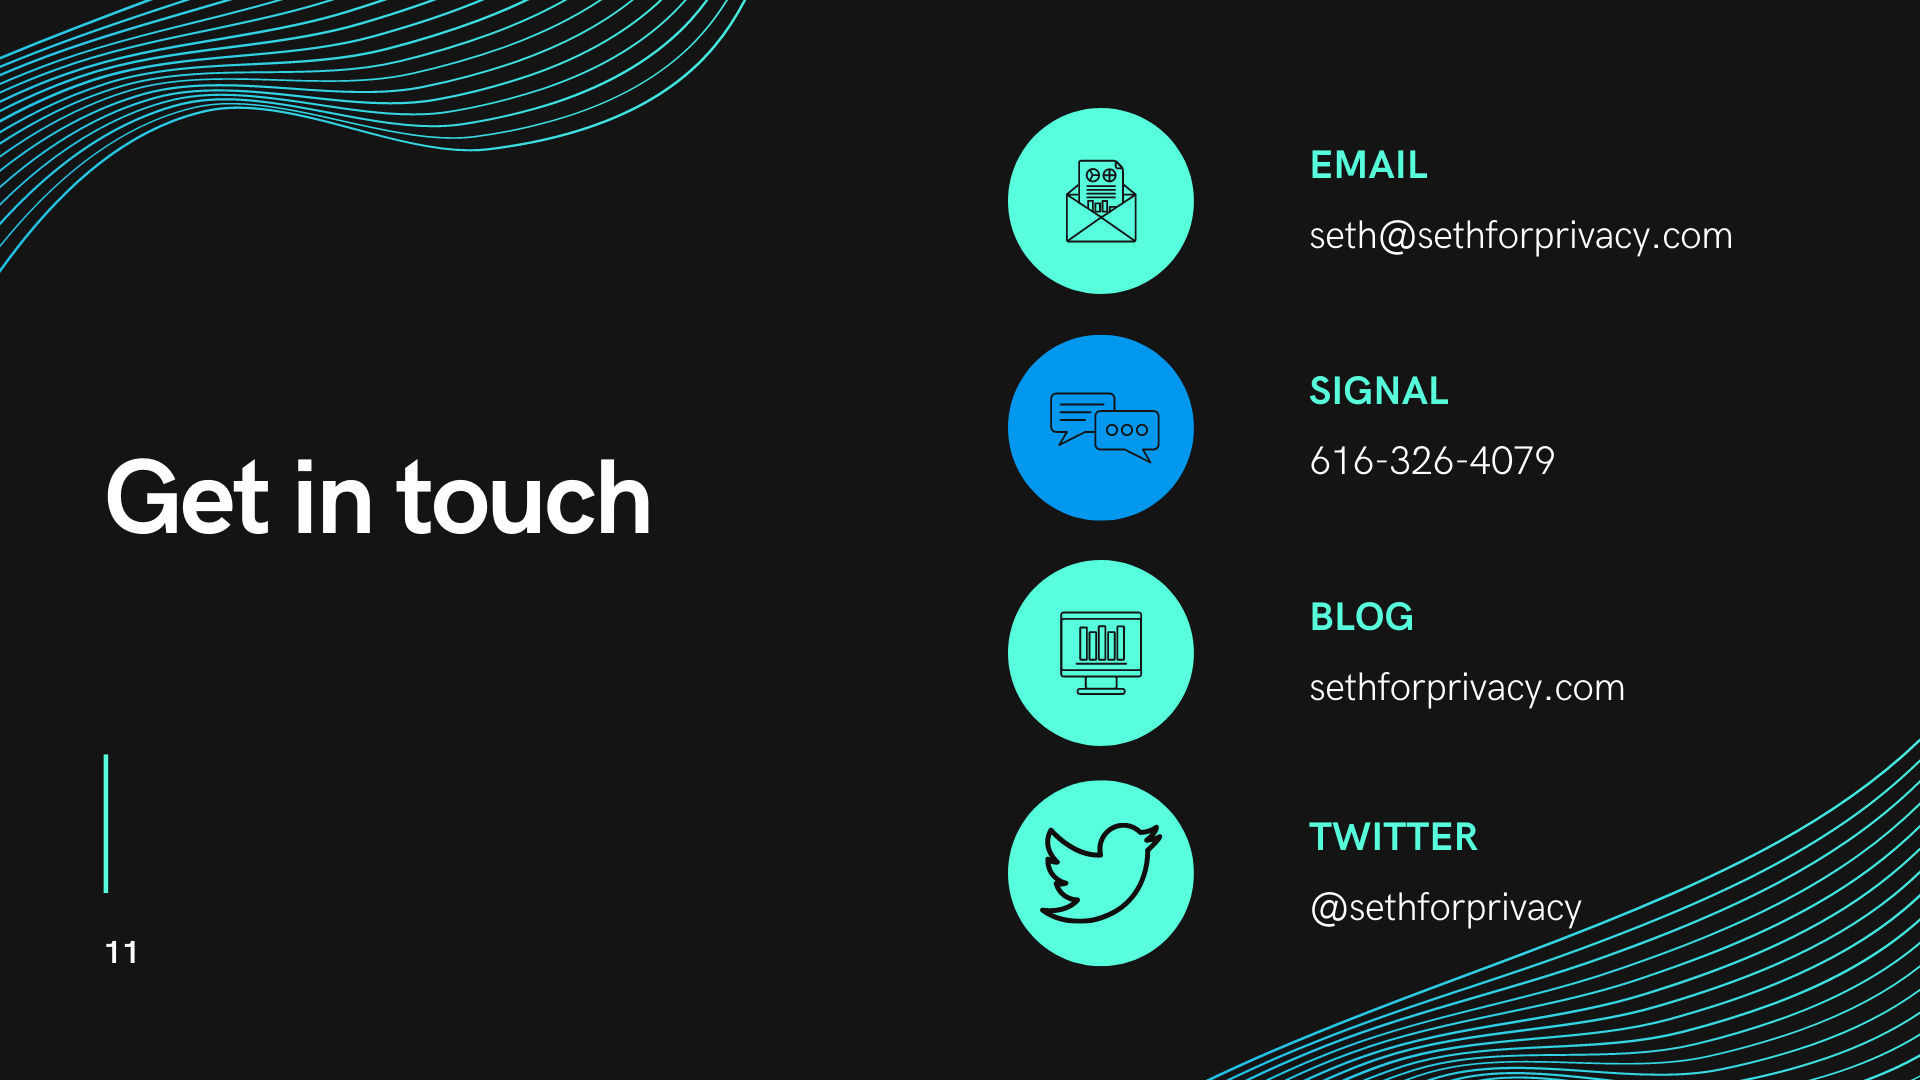 Get in touch
EMAIL
seth@sethforprivacy.com
SIGNAL
616-326-4079
BLOG
sethforprivacy.com
TWITTER
@sethforprivacy
11